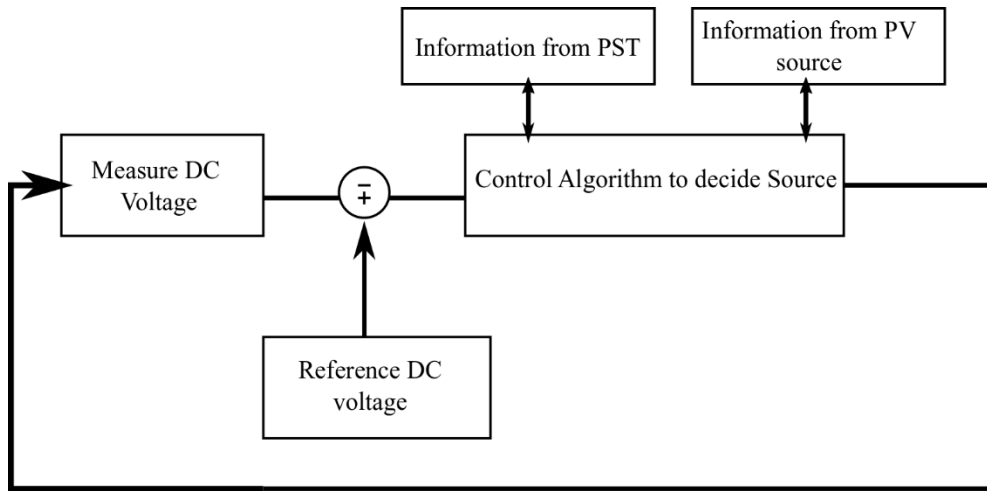 Information from PST
Information from PV
source
Measure DC
Voltage
−
+
Control Algorithm to decide Source
Reference DC
voltage